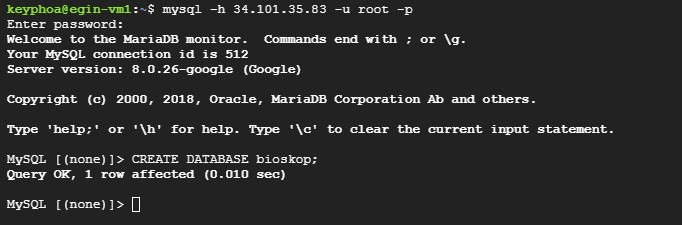 keyphoa@egin-vm1:~$ mysql -h 34.101.35.83 -u root -p
Enter password:
Welcome to the MariaDB monitor.  Commands end with ; or \g.
Your MySQL connection id is 512
Server version: 8.0.26-google (Google)
Copyright (c) 2000, 2018, Oracle, MariaDB Corporation Ab and others.
Type 'help;' or '\h' for help. Type '\c' to clear the current input statement.
MySQL [(none)]> CREATE DATABASE bioskop;
Query OK, 1 row affected (0.010 sec)
MySQL [(none)]>